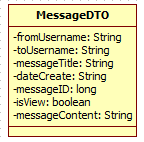 MessageDTO
-fromUsername: String
-toUsername: String
-messageTitle: String
-dateCreate: String
-messageID: long
-isView: boolean
-messageContent: String